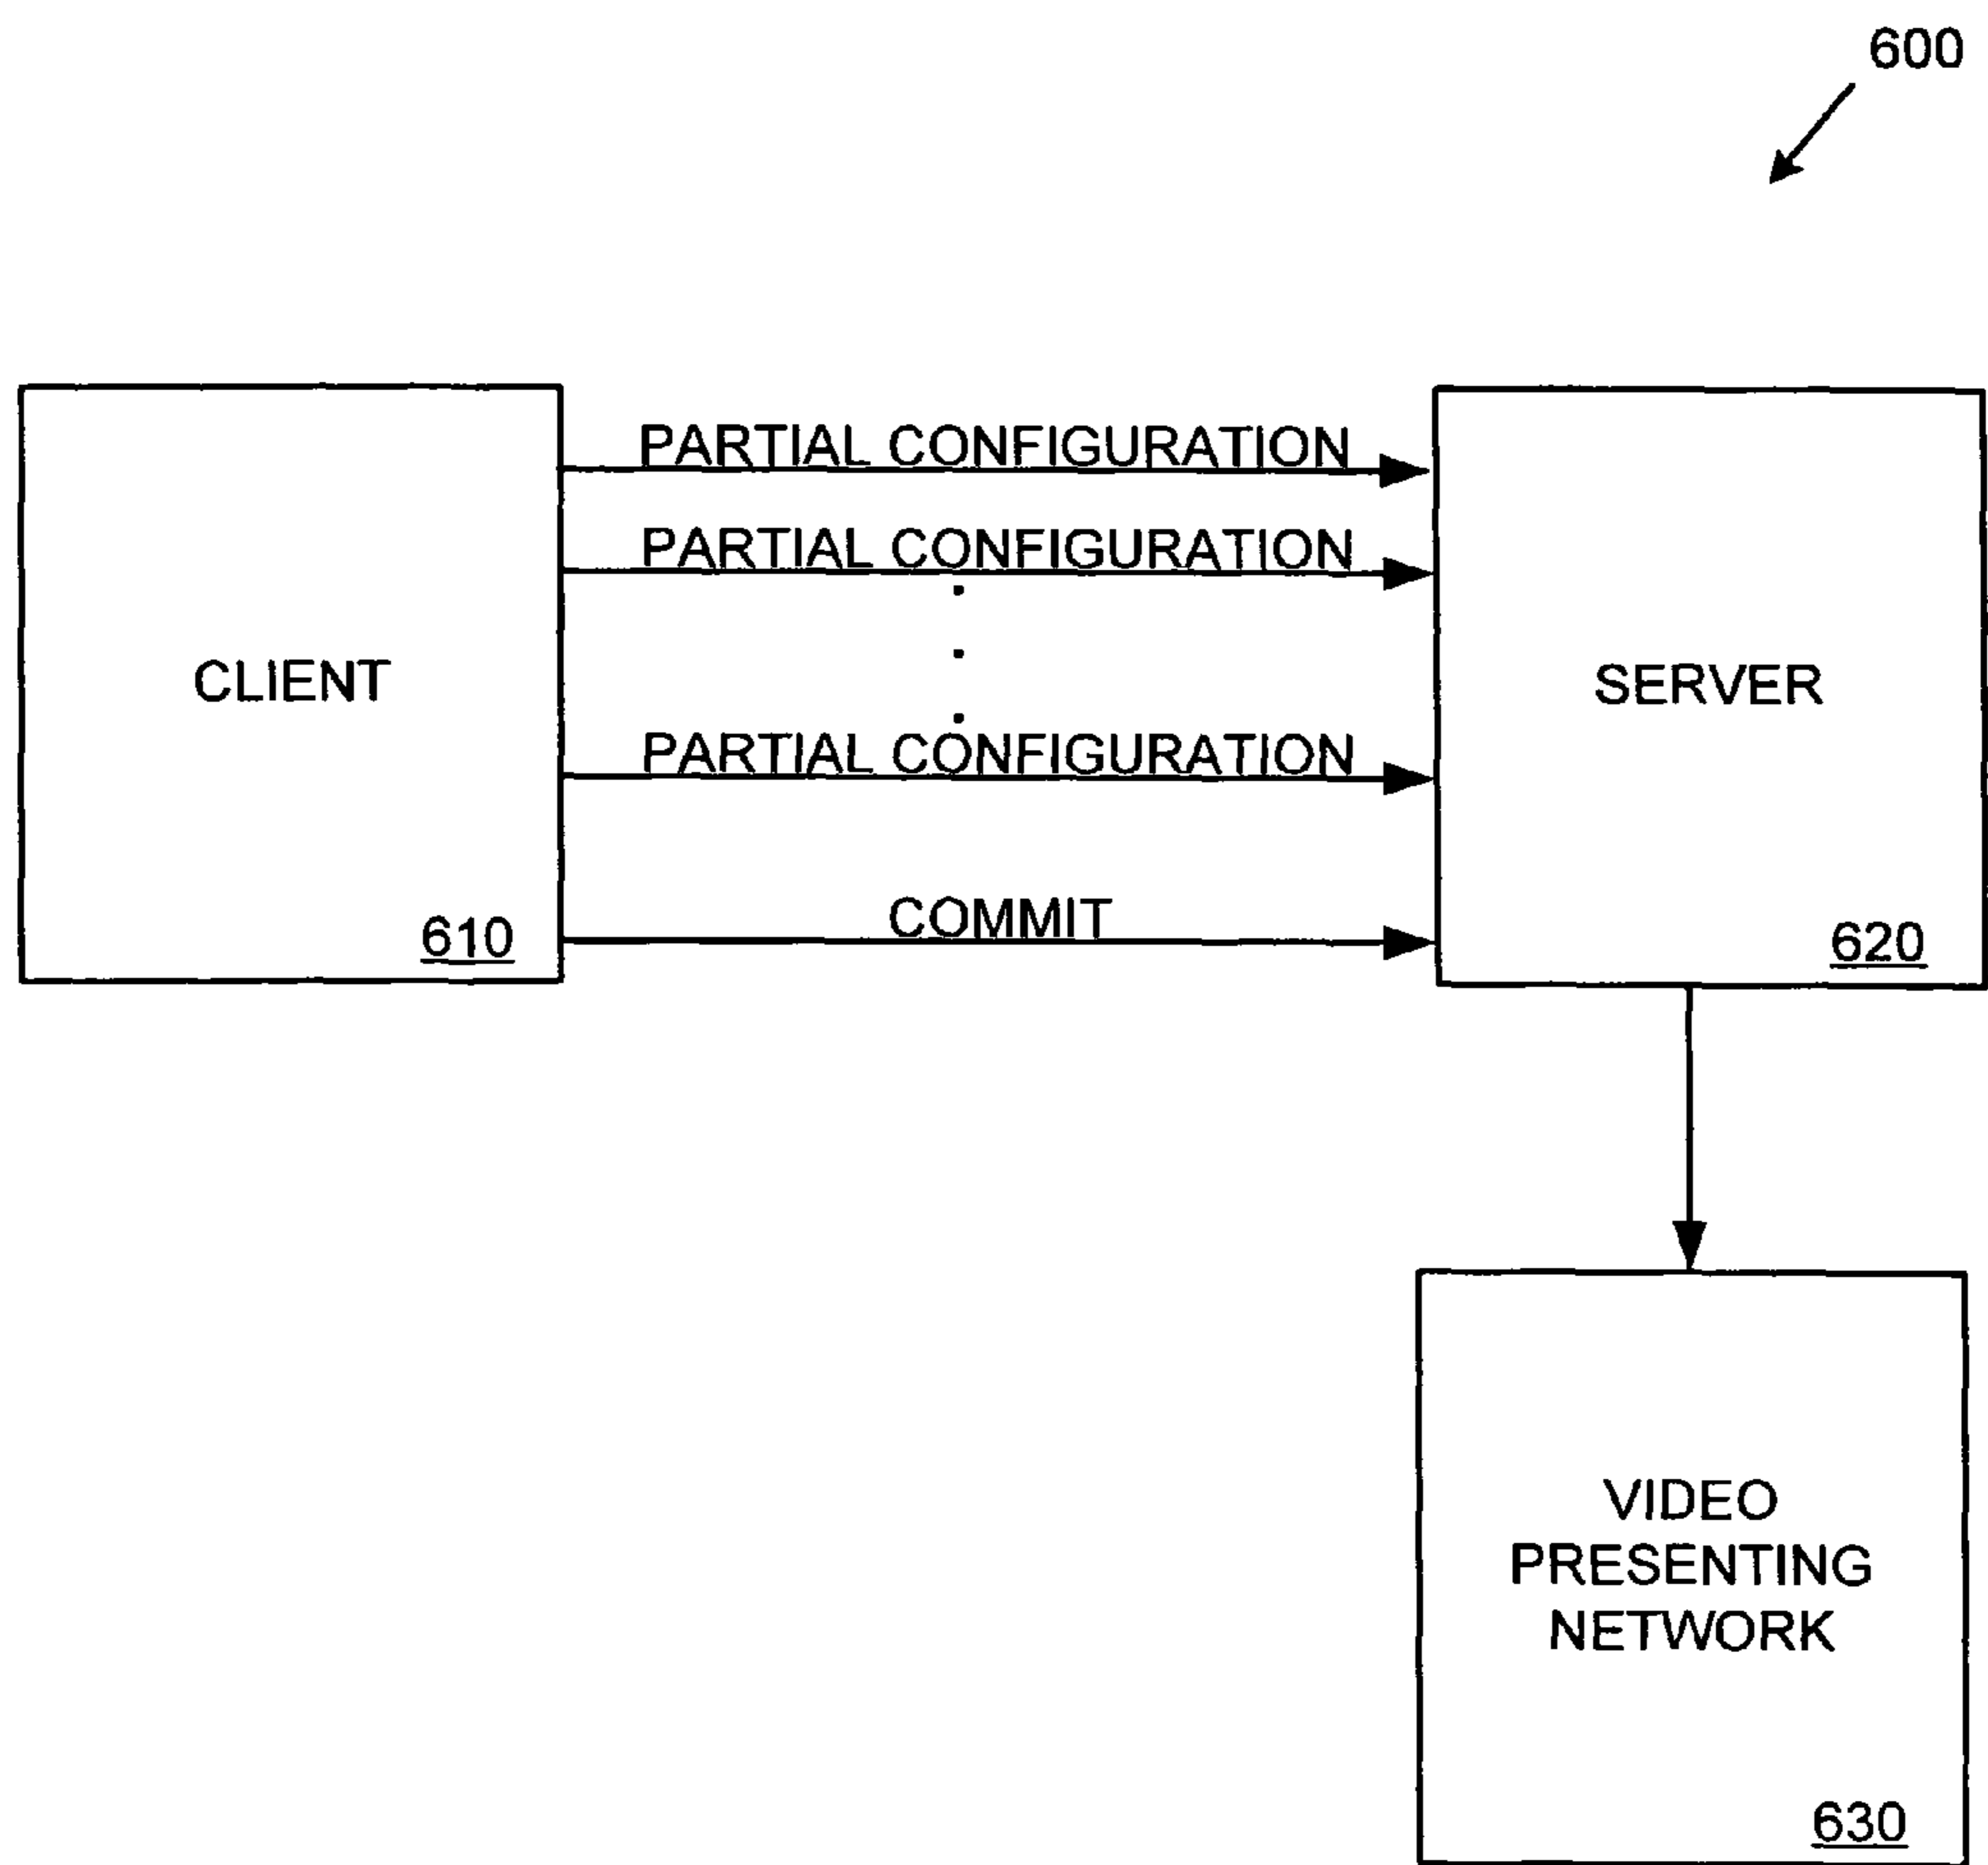 600
PARTIAL CONFIGURATION
PARTIAL CONFIGURATION
CLIENT
SERVER
PARTIAL CONFIGURATION
COMMIT
610
620
VIDEO
PRESENTING
NETWORK
630